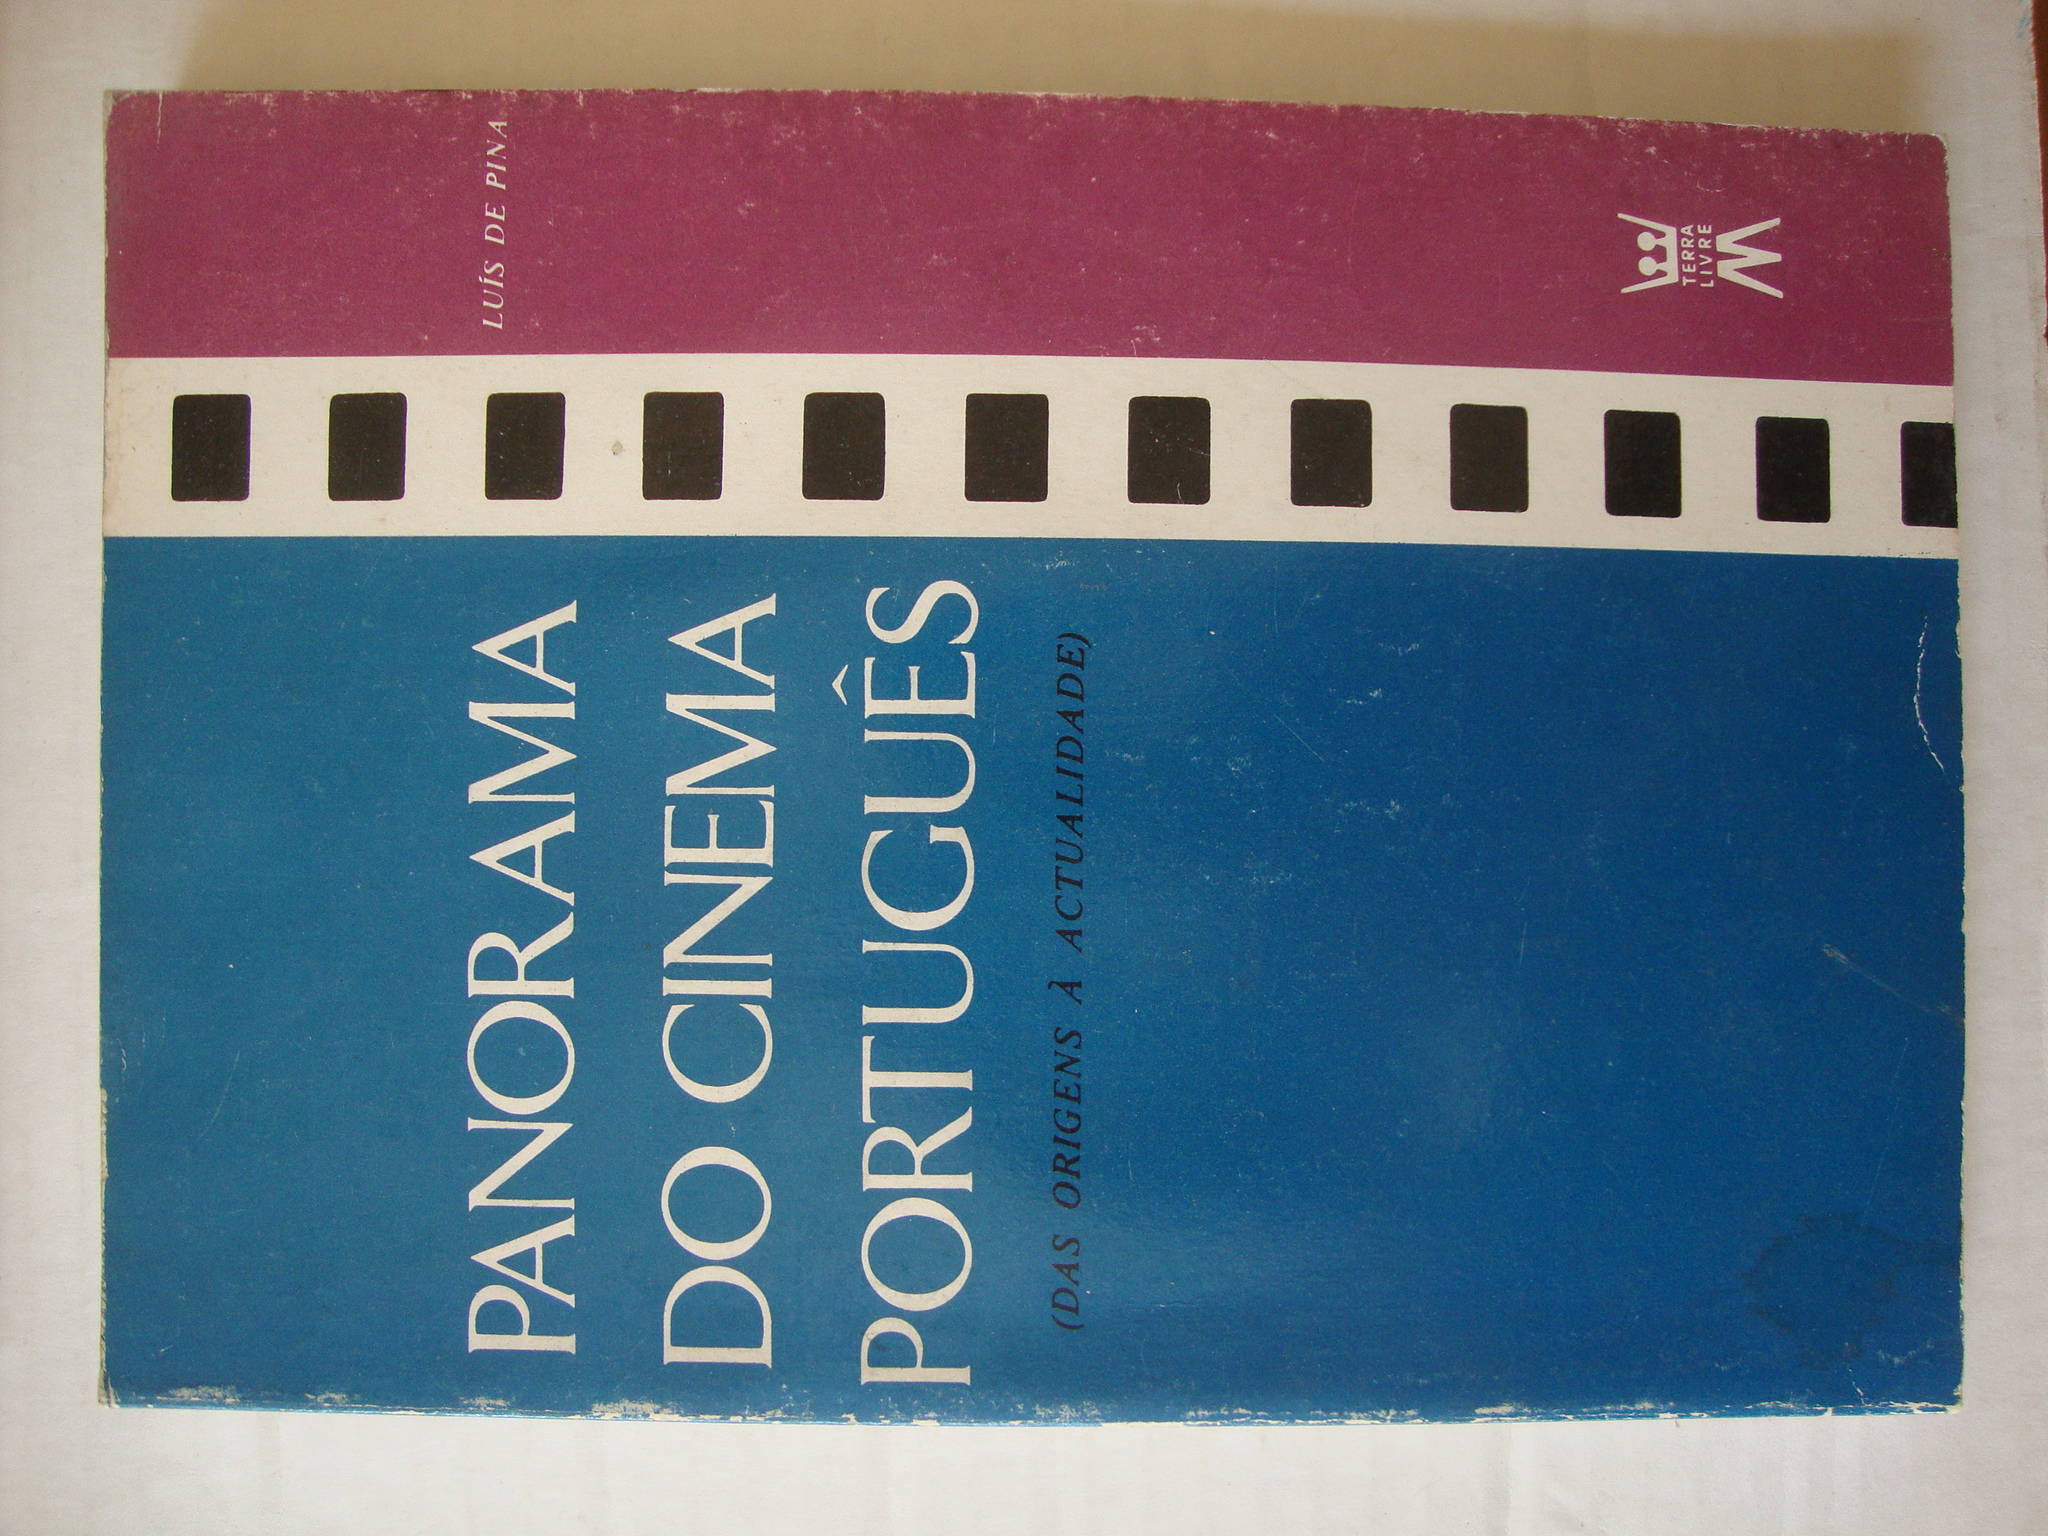 LUÍS DE PINA
PANORAMA
DO CINEMA
PORTUGUÊS
(DAS ORIGENS À ACTUALIDADE)
TERRA
LIVRE